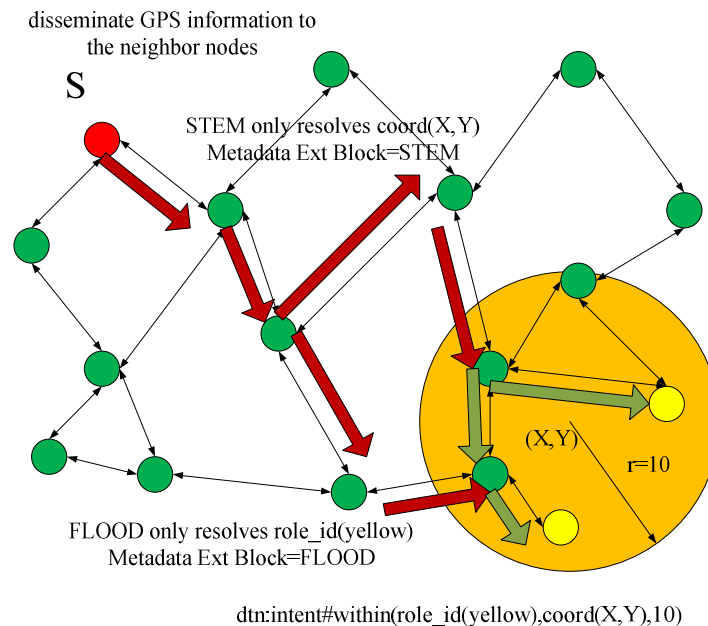 disseminate GPS information to
the neighbor nodes
S
STEM only resolves coord(X,Y)
Metadata Ext Block=STEM
(X,Y)
r=10
FLOOD only resolves role_id(yellow)
Metadata Ext Block=FLOOD
dtn:intent#within(role_id(yellow),coord(X,Y),10)